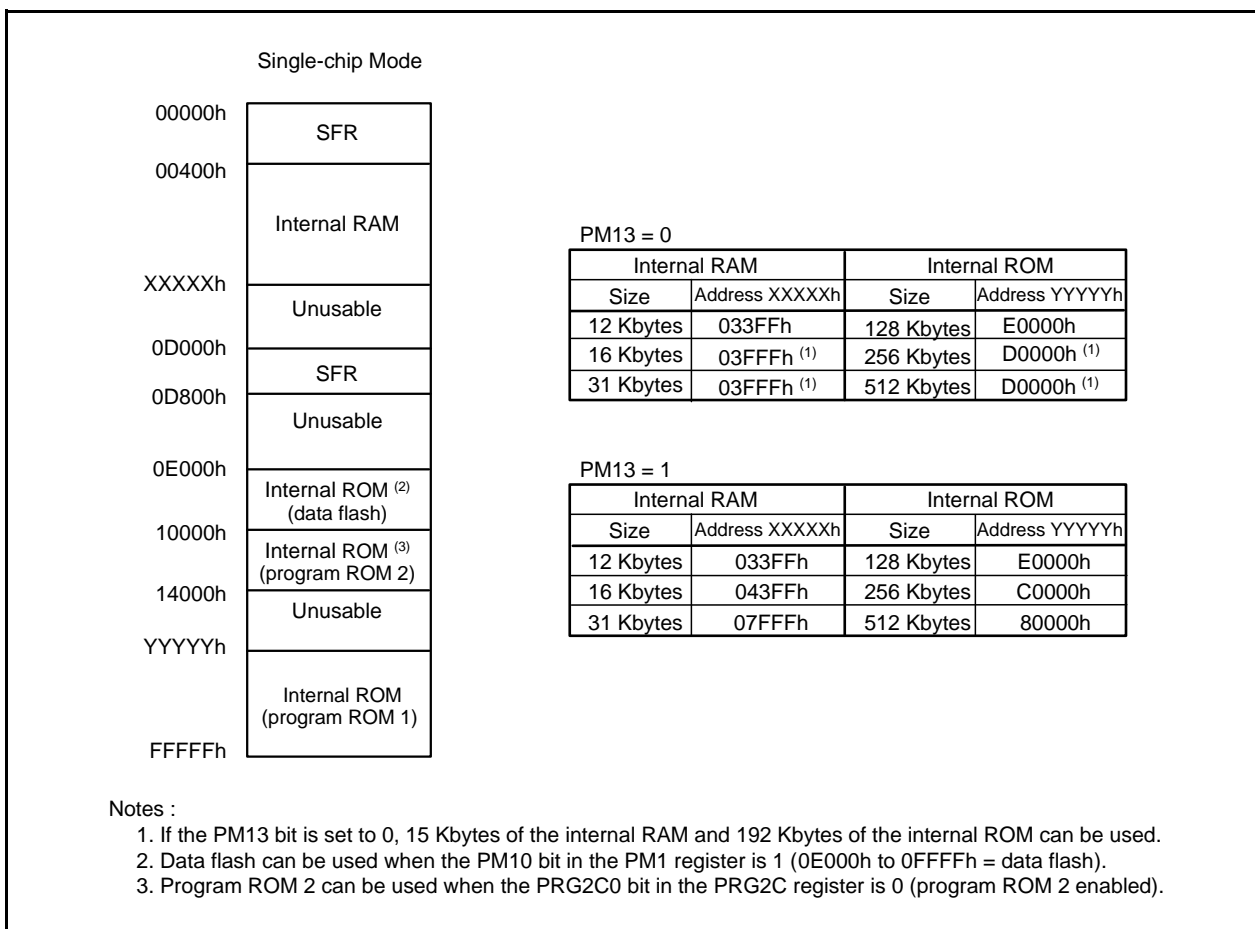 Single-chip Mode
00000h
SFR
00400h
Internal RAM
XXXXXh
Unusable
0D000h
SFR
0D800h
Unusable
0E000h
Internal ROM (2)
(data flash)
10000h
Internal ROM (3)
(program ROM 2)
14000h
Unusable
YYYYYh
Internal ROM
(program ROM 1)
FFFFFh
PM13 = 0
Internal RAM Internal ROM
Size Address XXXXXh Size Address YYYYYh
12 Kbytes 033FFh 128 Kbytes E0000h
16 Kbytes 03FFFh (1) 256 Kbytes D0000h (1)
31 Kbytes 03FFFh (1) 512 Kbytes D0000h (1)
PM13 = 1
Internal RAM Internal ROM
Size Address XXXXXh Size Address YYYYYh
12 Kbytes 033FFh 128 Kbytes E0000h
16 Kbytes 043FFh 256 Kbytes C0000h
31 Kbytes 07FFFh 512 Kbytes 80000h
Notes :
1. If the PM13 bit is set to 0, 15 Kbytes of the internal RAM and 192 Kbytes of the internal ROM can be used.
2. Data flash can be used when the PM10 bit in the PM1 register is 1 (0E000h to 0FFFFh = data flash).
3. Program ROM 2 can be used when the PRG2C0 bit in the PRG2C register is 0 (program ROM 2 enabled).